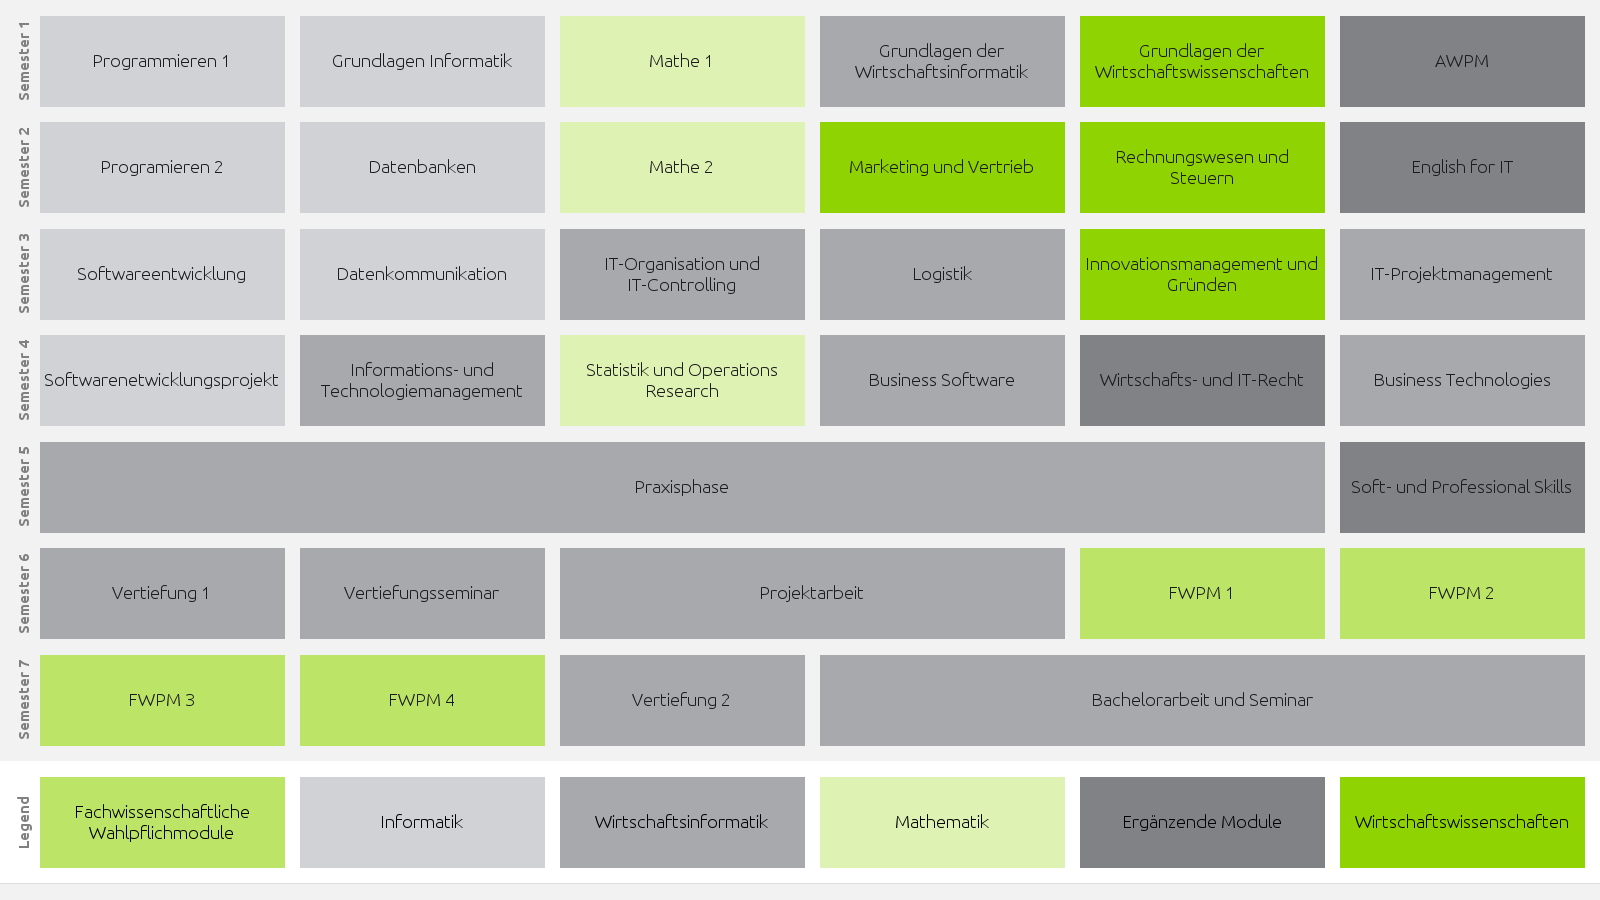 Semester 1
Programmieren 1
Grundlagen Informatik
Mathe 1
Grundlagen der
Wirtschaftsinformatik
Grundlagen der
Wirtschaftswissenschaften
AWPM
Semester 2
Programieren 2
Datenbanken
Mathe 2
Marketing und Vertrieb
Rechnungswesen und
Steuern
English for IT
Semester 3
Softwareentwicklung
Datenkommunikation
IT-Organisation und
IT-Controlling
Logistik
Innovationsmanagement und
Gründen
IT-Projektmanagement
Semester 4
Softwarenetwicklungsprojekt
Informations- und
Technologiemanagement
Statistik und Operations
Research
Business Software
Wirtschafts- und IT-Recht
Business Technologies
Semester 5
Praxisphase
Soft- und Professional Skills
Semester 6
Vertiefung 1
Vertiefungsseminar
Projektarbeit
FWPM 1
FWPM 2
Semester 7
FWPM 3
FWPM 4
Vertiefung 2
Bachelorarbeit und Seminar
Legend
Fachwissenschaftliche
Wahlpflichmodule
Informatik
Wirtschaftsinformatik
Mathematik
Ergänzende Module
Wirtschaftswissenschaften